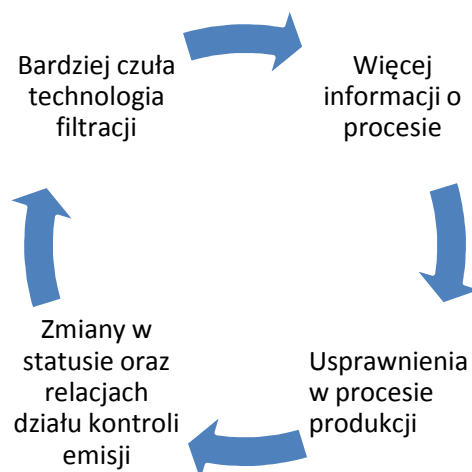 Bardziej czuła
technologia
filtracji
Więcej
informacji o
procesie
Usprawnienia
w procesie
produkcji
Zmiany w
statusie oraz
relacjach
działu kontroli
emisji